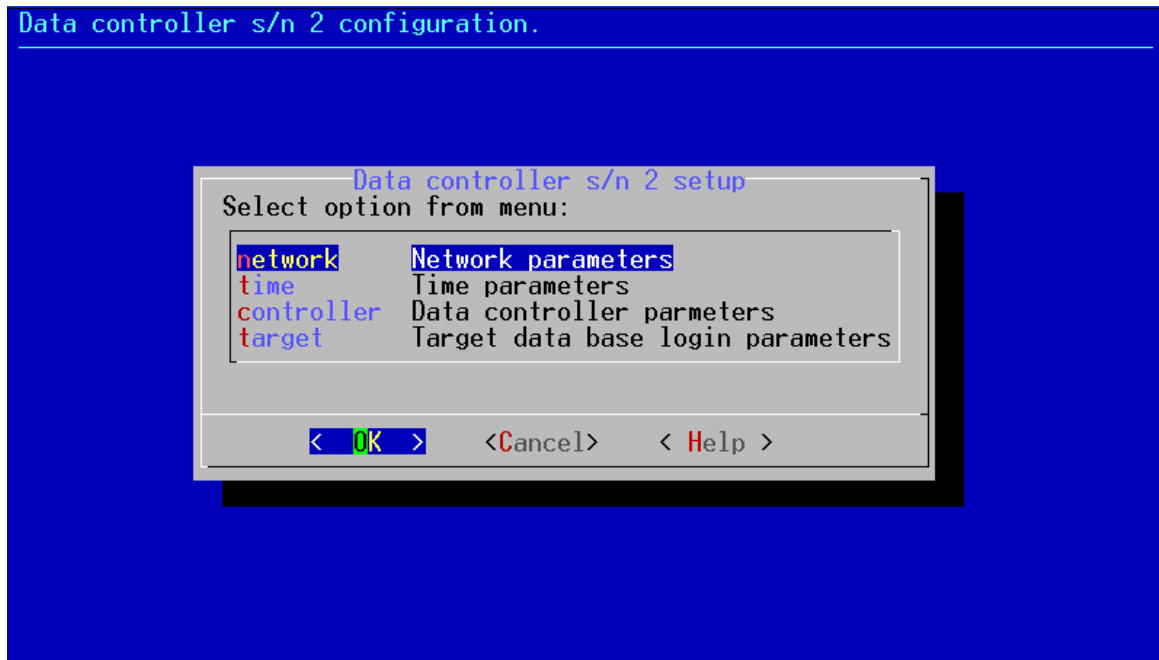 Data controller s/n 2 configuration.
Data controller s/n 2 setup
Select option from menu:
network Network parameters
time Time parameters
controller Data controller parmeters
target Target data base login parameters
< OK > <Cancel> < Help >